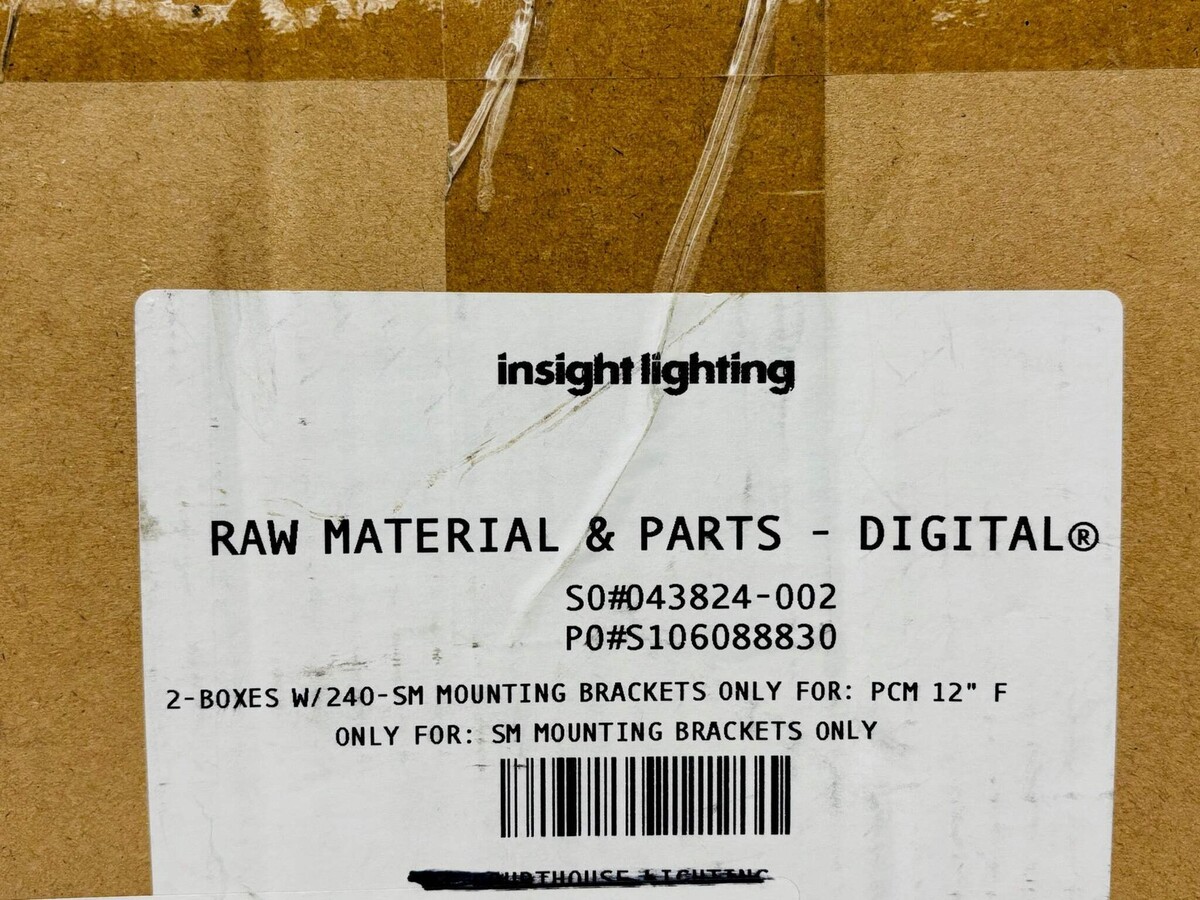 insight lighting
RAW MATERIAL & PARTS - DIGITAL®
SO#043824-002
PO#S106088830
2-BOXES W/240-SM MOUNTING BRACKETS ONLY FOR: PCM 12" F
ONLY FOR: SM MOUNTING BRACKETS ONLY
LIGHTING